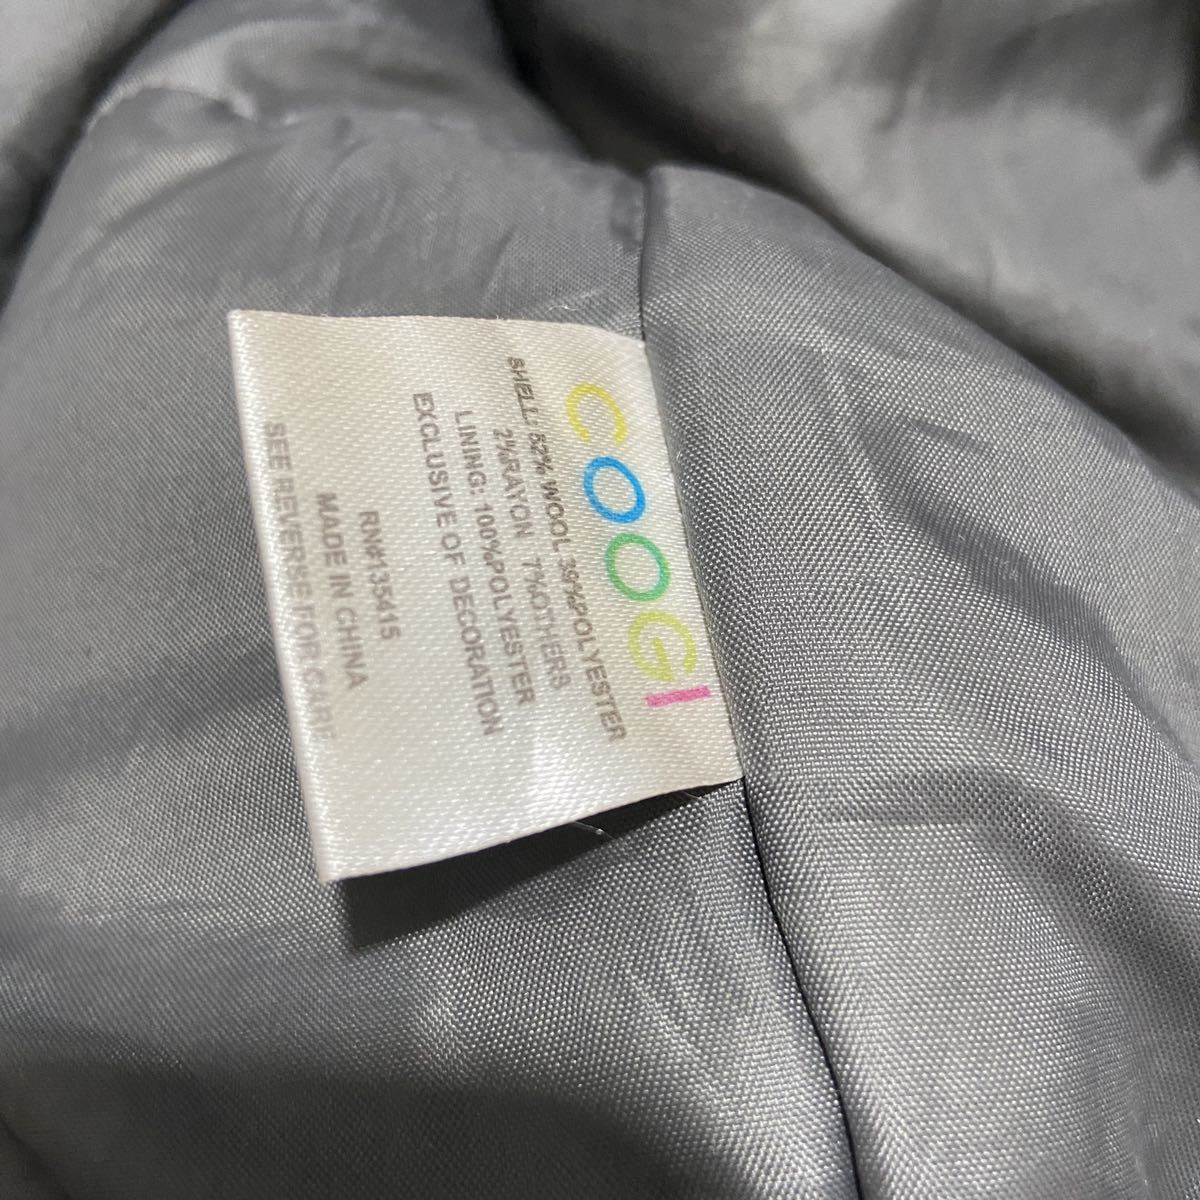 COOGI
SHELL: 52% WOOL 39%POLYESTER
2%RAYON 7%OTHERS
LINING: 100%POLYESTER
EXCLUSIVE OF DECORATION
RN#135415
MADE IN CHINA
SEE REVERSE FOR CARE